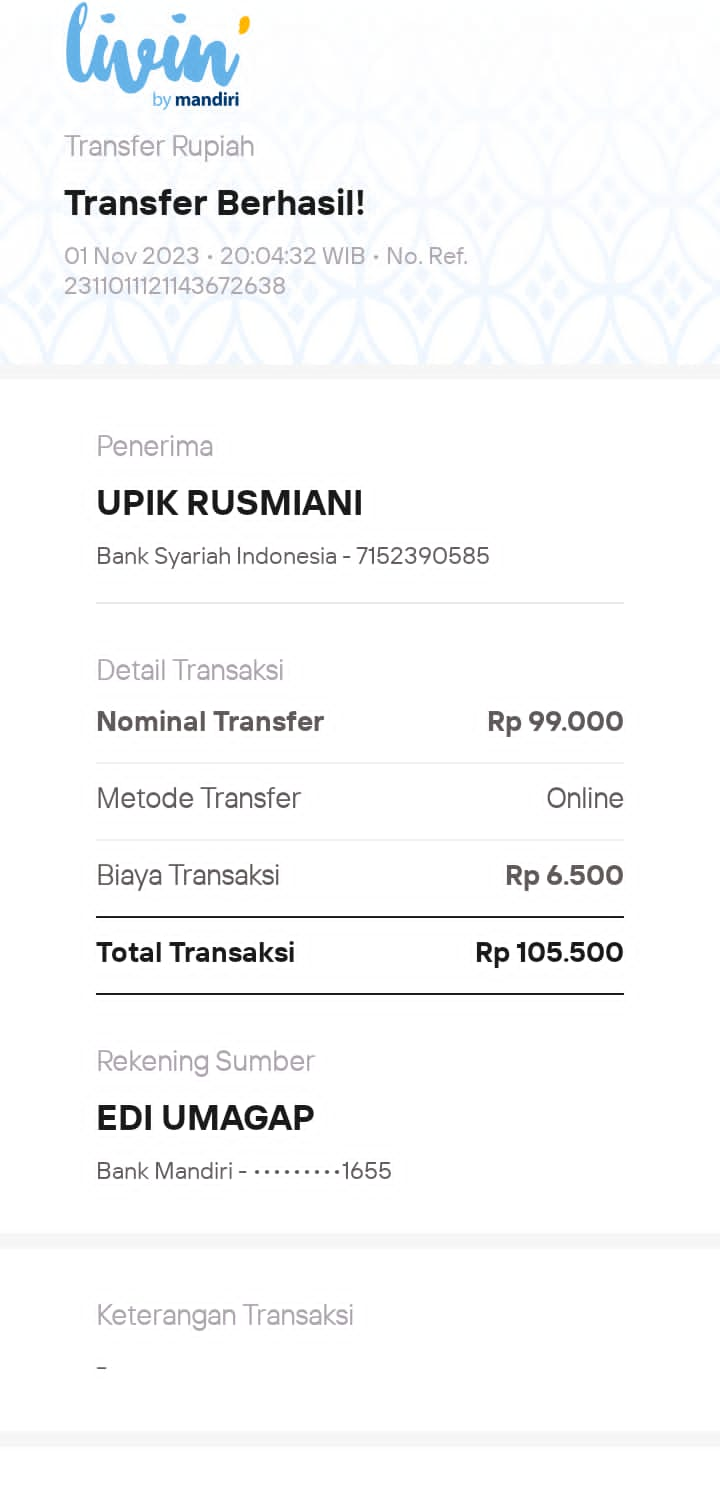 livin'
by mandiri
Transfer Rupiah
Transfer Berhasil!
01 Nov 2023 • 20:04:32 WIB • No. Ref.
2311011121143672638
Penerima
UPIK RUSMIANI
Bank Syariah Indonesia - 7152390585
Detail Transaksi
Nominal Transfer Rp 99.000
Metode Transfer Online
Biaya Transaksi Rp 6.500
Total Transaksi Rp 105.500
Rekening Sumber
EDI UMAGAP
Bank Mandiri - •••••••••1655
Keterangan Transaksi
-